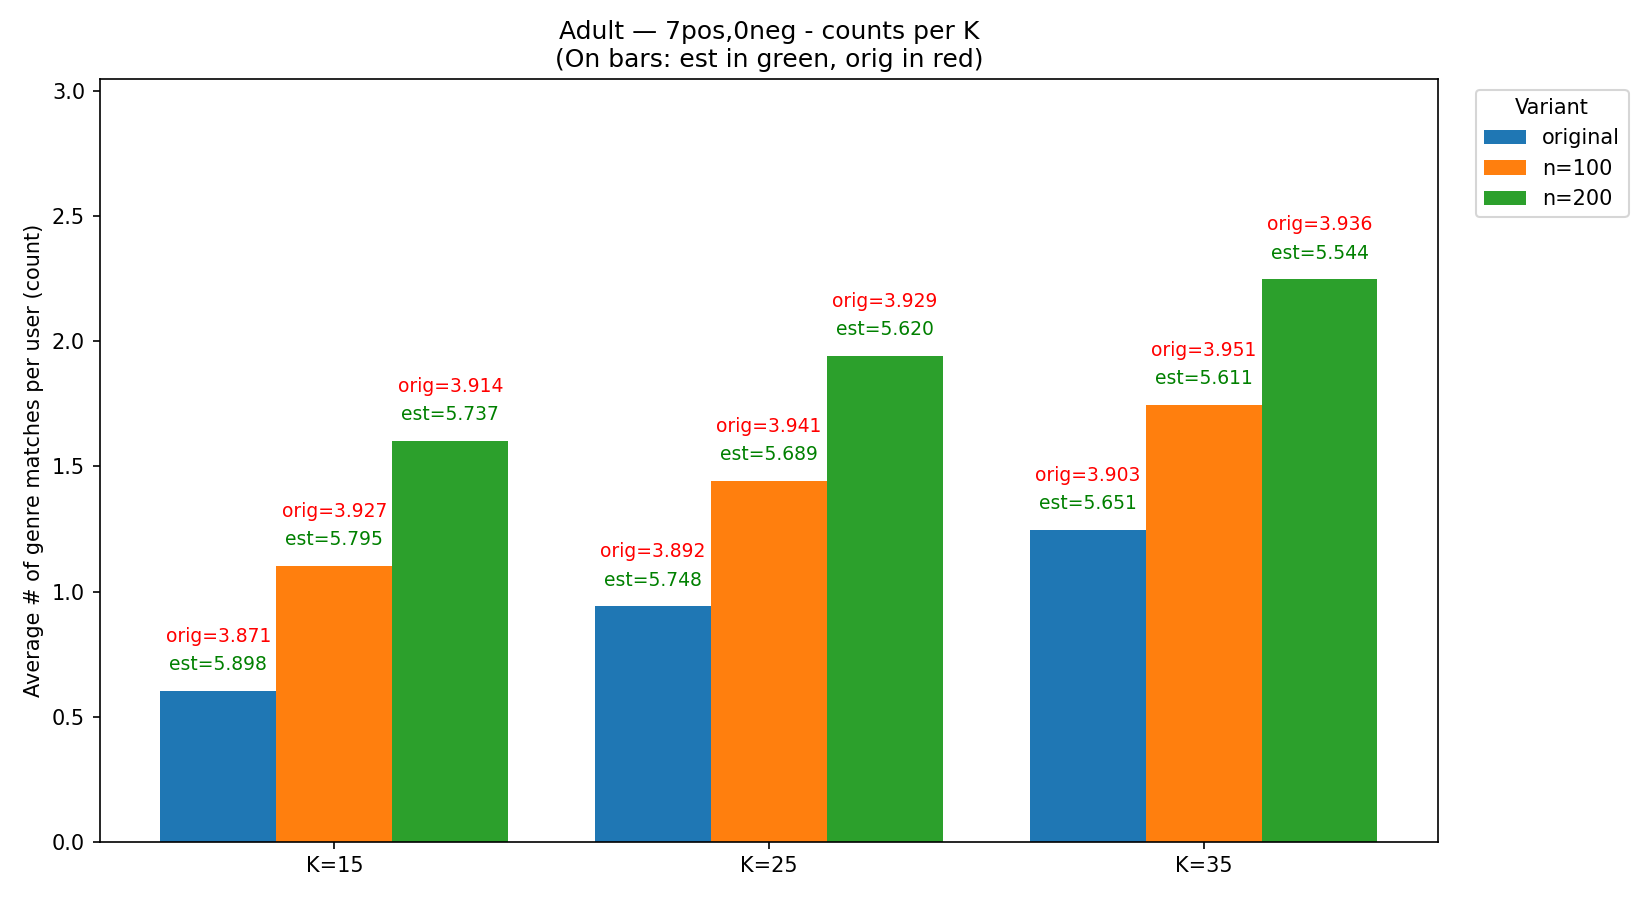 Adult — 7pos,0neg - counts per K
(On bars: est in green, orig in red)
Average # of genre matches per user (count)
3.0
2.5
2.0
1.5
1.0
0.5
0.0
orig=3.871
est=5.898
orig=3.927
est=5.795
orig=3.914
est=5.737
orig=3.892
est=5.748
orig=3.941
est=5.689
orig=3.929
est=5.620
orig=3.903
est=5.651
orig=3.951
est=5.611
orig=3.936
est=5.544
K=15
K=25
K=35
Variant
original
n=100
n=200